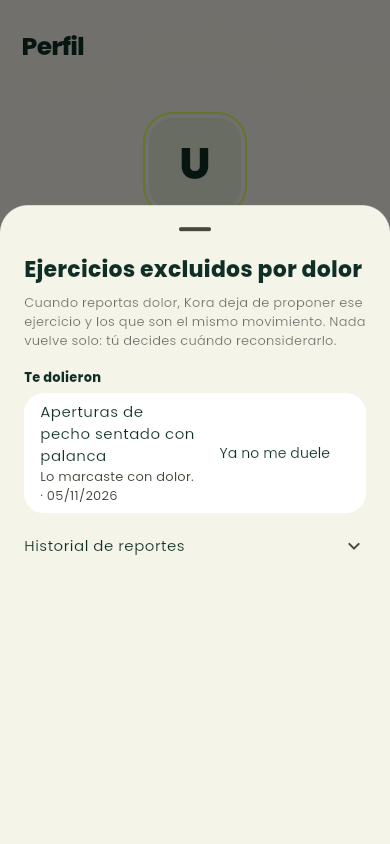 Perfil
U
Ejercicios excluidos por dolor
Cuando reportas dolor, Kora deja de proponer ese
ejercicio y los que son el mismo movimiento. Nada
vuelve solo: tú decides cuándo reconsiderarlo.
Te dolieron
Aperturas de
pecho sentado con
palanca
Lo marcaste con dolor.
· 05/11/2026
Ya no me duele
Historial de reportes